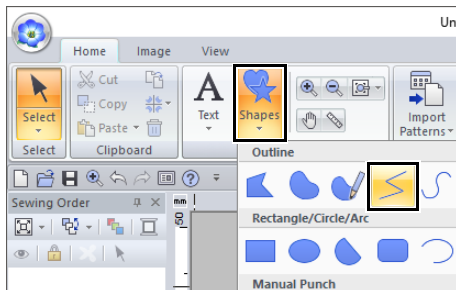 Un
Home Image View
Cut
Copy
Paste
Select
Text
Shapes
Import
Patterns
Select
Clipboard
Outline
Sewing Order
mm
50
Rectangle/Circle/Arc
Manual Punch